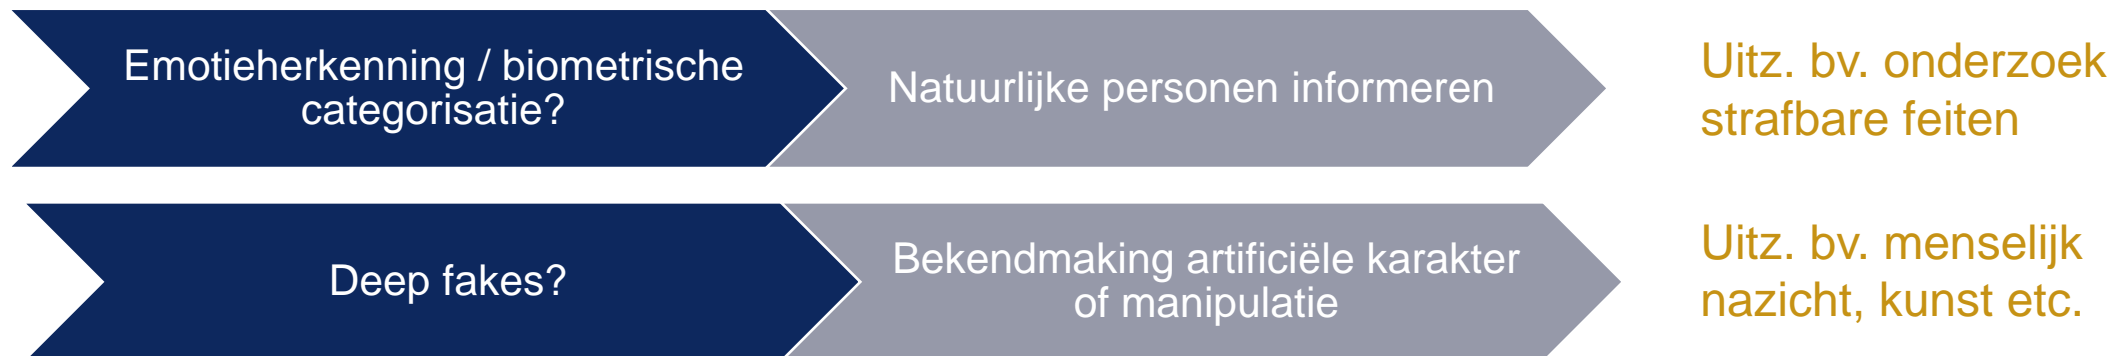 Emotieherkenning / biometrische
categorisatie?
Natuurlijke personen informeren
Uitz. bv. onderzoek
strafbare feiten
Deep fakes?
Bekendmaking artificiële karakter
of manipulatie
Uitz. bv. menselijk
nazicht, kunst etc.